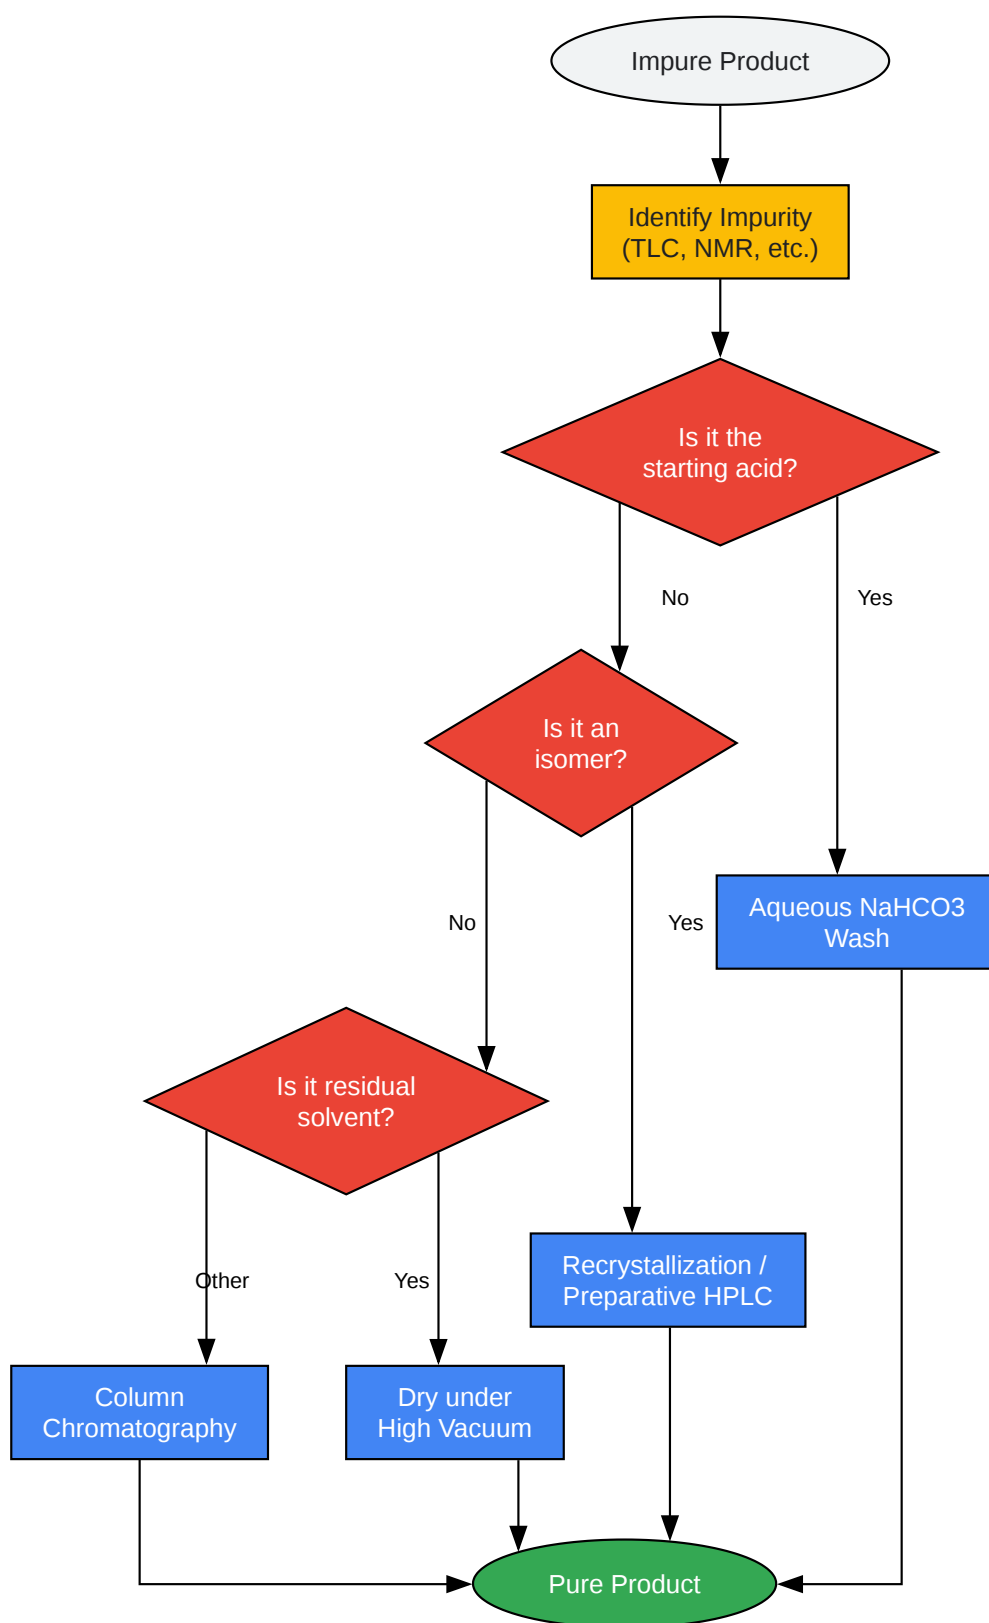 Impure Product
Identify Impurity
(TLC, NMR, etc.)
Is it the
starting acid?
No
Yes
Is it an
isomer?
No
Yes
Aqueous NaHCO3
Wash
Is it residual
solvent?
Other
Yes
Recrystallization /
Preparative HPLC
Column
Chromatography
Dry under
High Vacuum
Pure Product